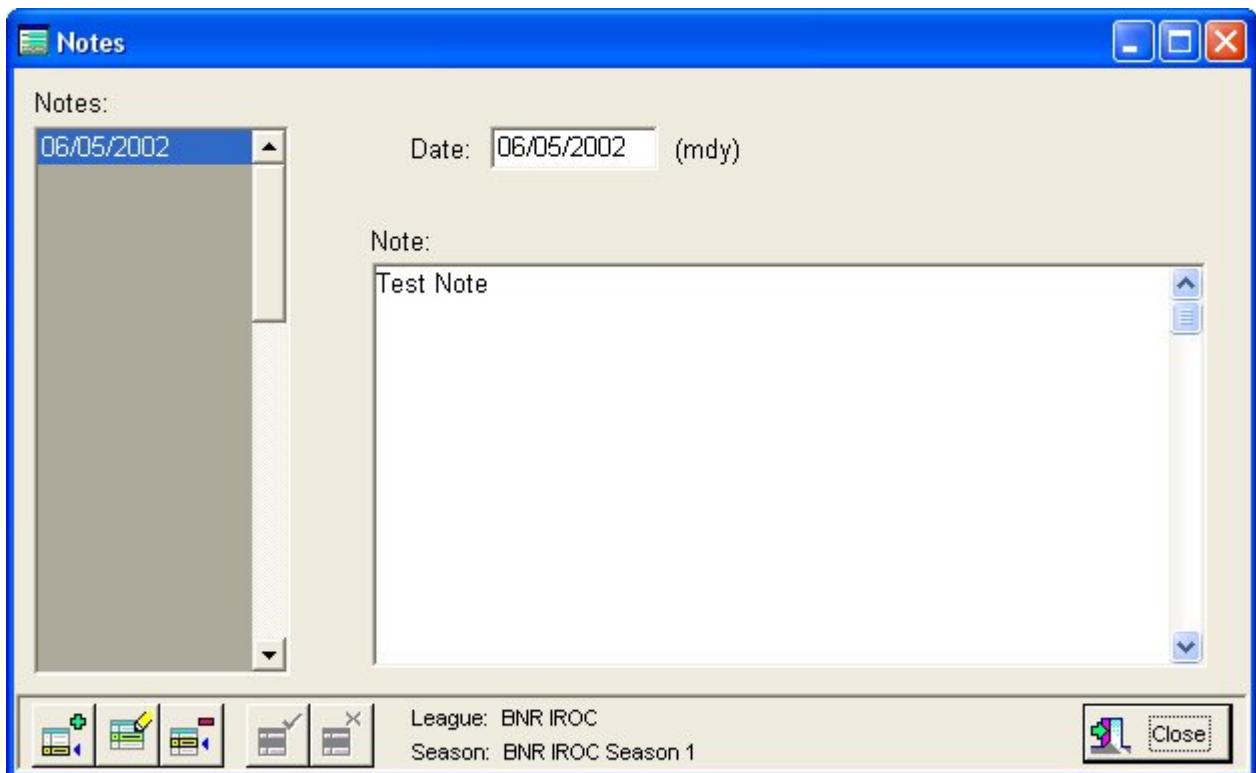 Notes
Notes:
06/05/2002
Date: 06/05/2002 (mdy)
Note:
Test Note
League: BNR IROC
Season: BNR IROC Season 1
Close